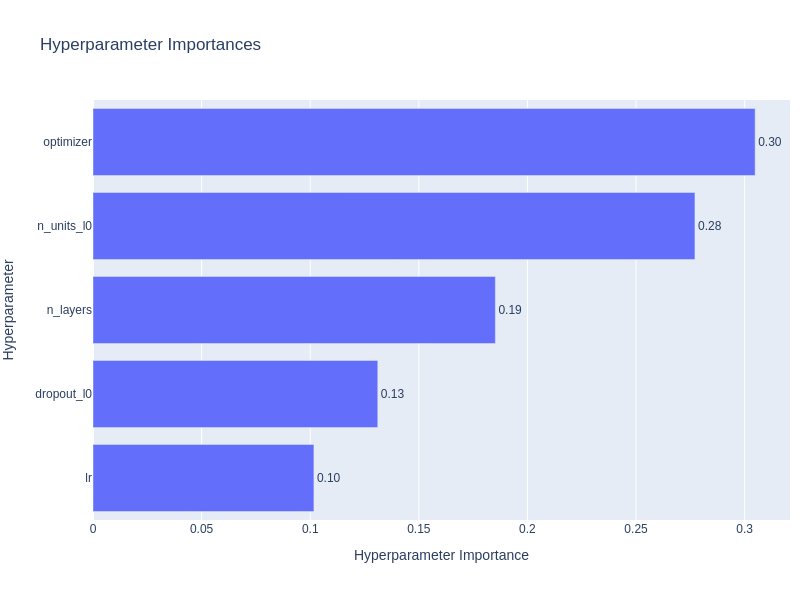 Hyperparameter Importances
Hyperparameter
optimizer
0.30
n_units_l0
0.28
n_layers
0.19
dropout_l0
0.13
lr
0.10
0
0.05
0.1
0.15
0.2
0.25
0.3
Hyperparameter Importance